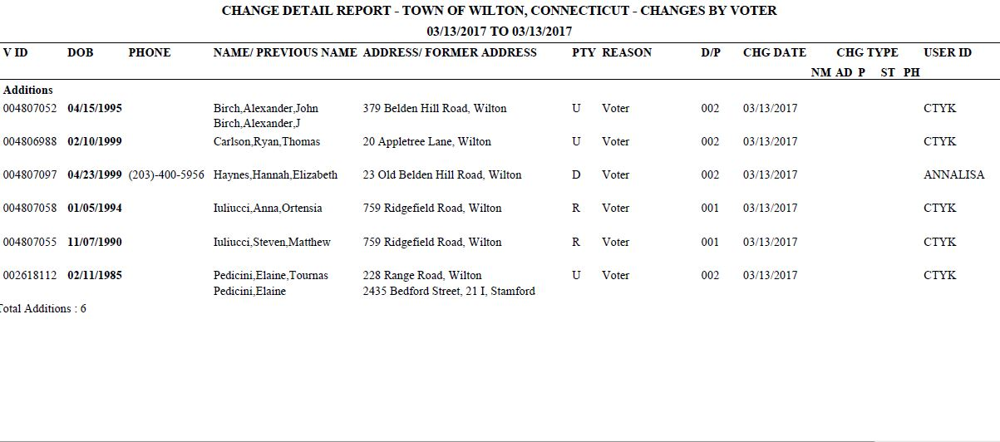 CHANGE DETAIL REPORT - TOWN OF WILTON, CONNECTICUT - CHANGES BY VOTER
03/13/2017 TO 03/13/2017
V ID DOB PHONE NAME/ PREVIOUS NAME ADDRESS/ FORMER ADDRESS PTY REASON D/P CHG DATE CHG TYPE USER ID
NM AD P ST PH
Additions
004807052 04/15/1995 Birch,Alexander,John 379 Belden Hill Road, Wilton U Voter 002 03/13/2017 CTYK
Birch,Alexander,J
004806988 02/10/1999 Carlson,Ryan,Thomas 20 Appletree Lane, Wilton U Voter 002 03/13/2017 CTYK
004807097 04/23/1999 (203)-400-5956 Haynes,Hannah,Elizabeth 23 Old Belden Hill Road, Wilton D Voter 002 03/13/2017 ANNALISA
004807058 01/05/1994 Iuliucci,Anna,Ortensia 759 Ridgefield Road, Wilton R Voter 001 03/13/2017 CTYK
004807055 11/07/1990 Iuliucci,Steven,Matthew 759 Ridgefield Road, Wilton R Voter 001 03/13/2017 CTYK
002618112 02/11/1985 Pedicini,Elaine,Tournas 228 Range Road, Wilton U Voter 002 03/13/2017 CTYK
Pedicini,Elaine 2435 Bedford Street, 21 I, Stamford
Total Additions : 6